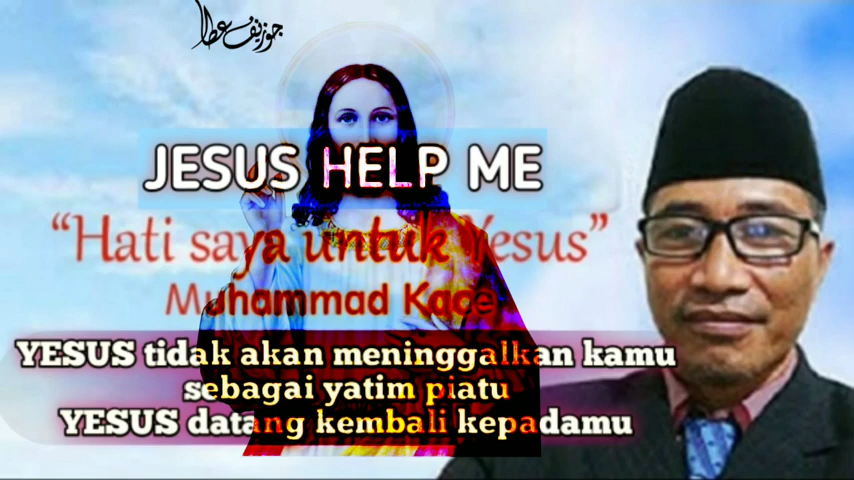 جوزيف عطا
JESUS HELP ME
“Hati saya untuk Yesus”
Muhammad Kace
YESUS tidak akan meninggalkan kamu
sebagai yatim piatu
YESUS datang kembali kepadamu